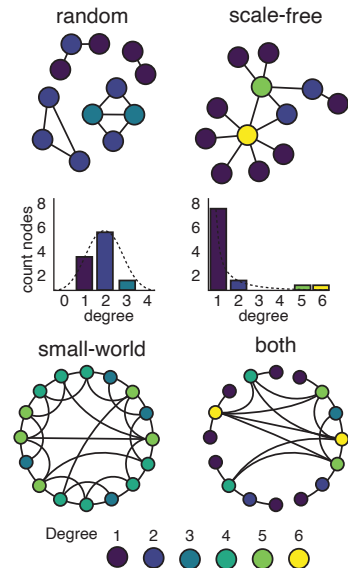 random
scale-free
count nodes
8
6
4
2
0 1 2 3 4
degree
8
6
4
2
1 2 3 4 5 6
degree
small-world
both
Degree 1 2 3 4 5 6